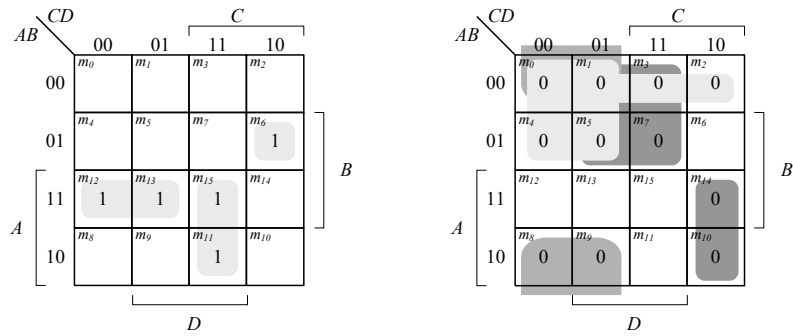 CD C CD C
AB 00 01 11 10 AB 00 01 11 10
00 m0 m1 m3 m2 00 m0 0 m1 0 m3 0 m2 0
01 m4 m5 m7 m6 1 B 01 m4 0 m5 0 m7 0 m6 B
A 11 m12 1 m13 1 m15 1 m14 A 11 m12 m13 m15 m14 0
10 m8 m9 m11 1 m10 10 m8 0 m9 0 m11 m10 0
D D